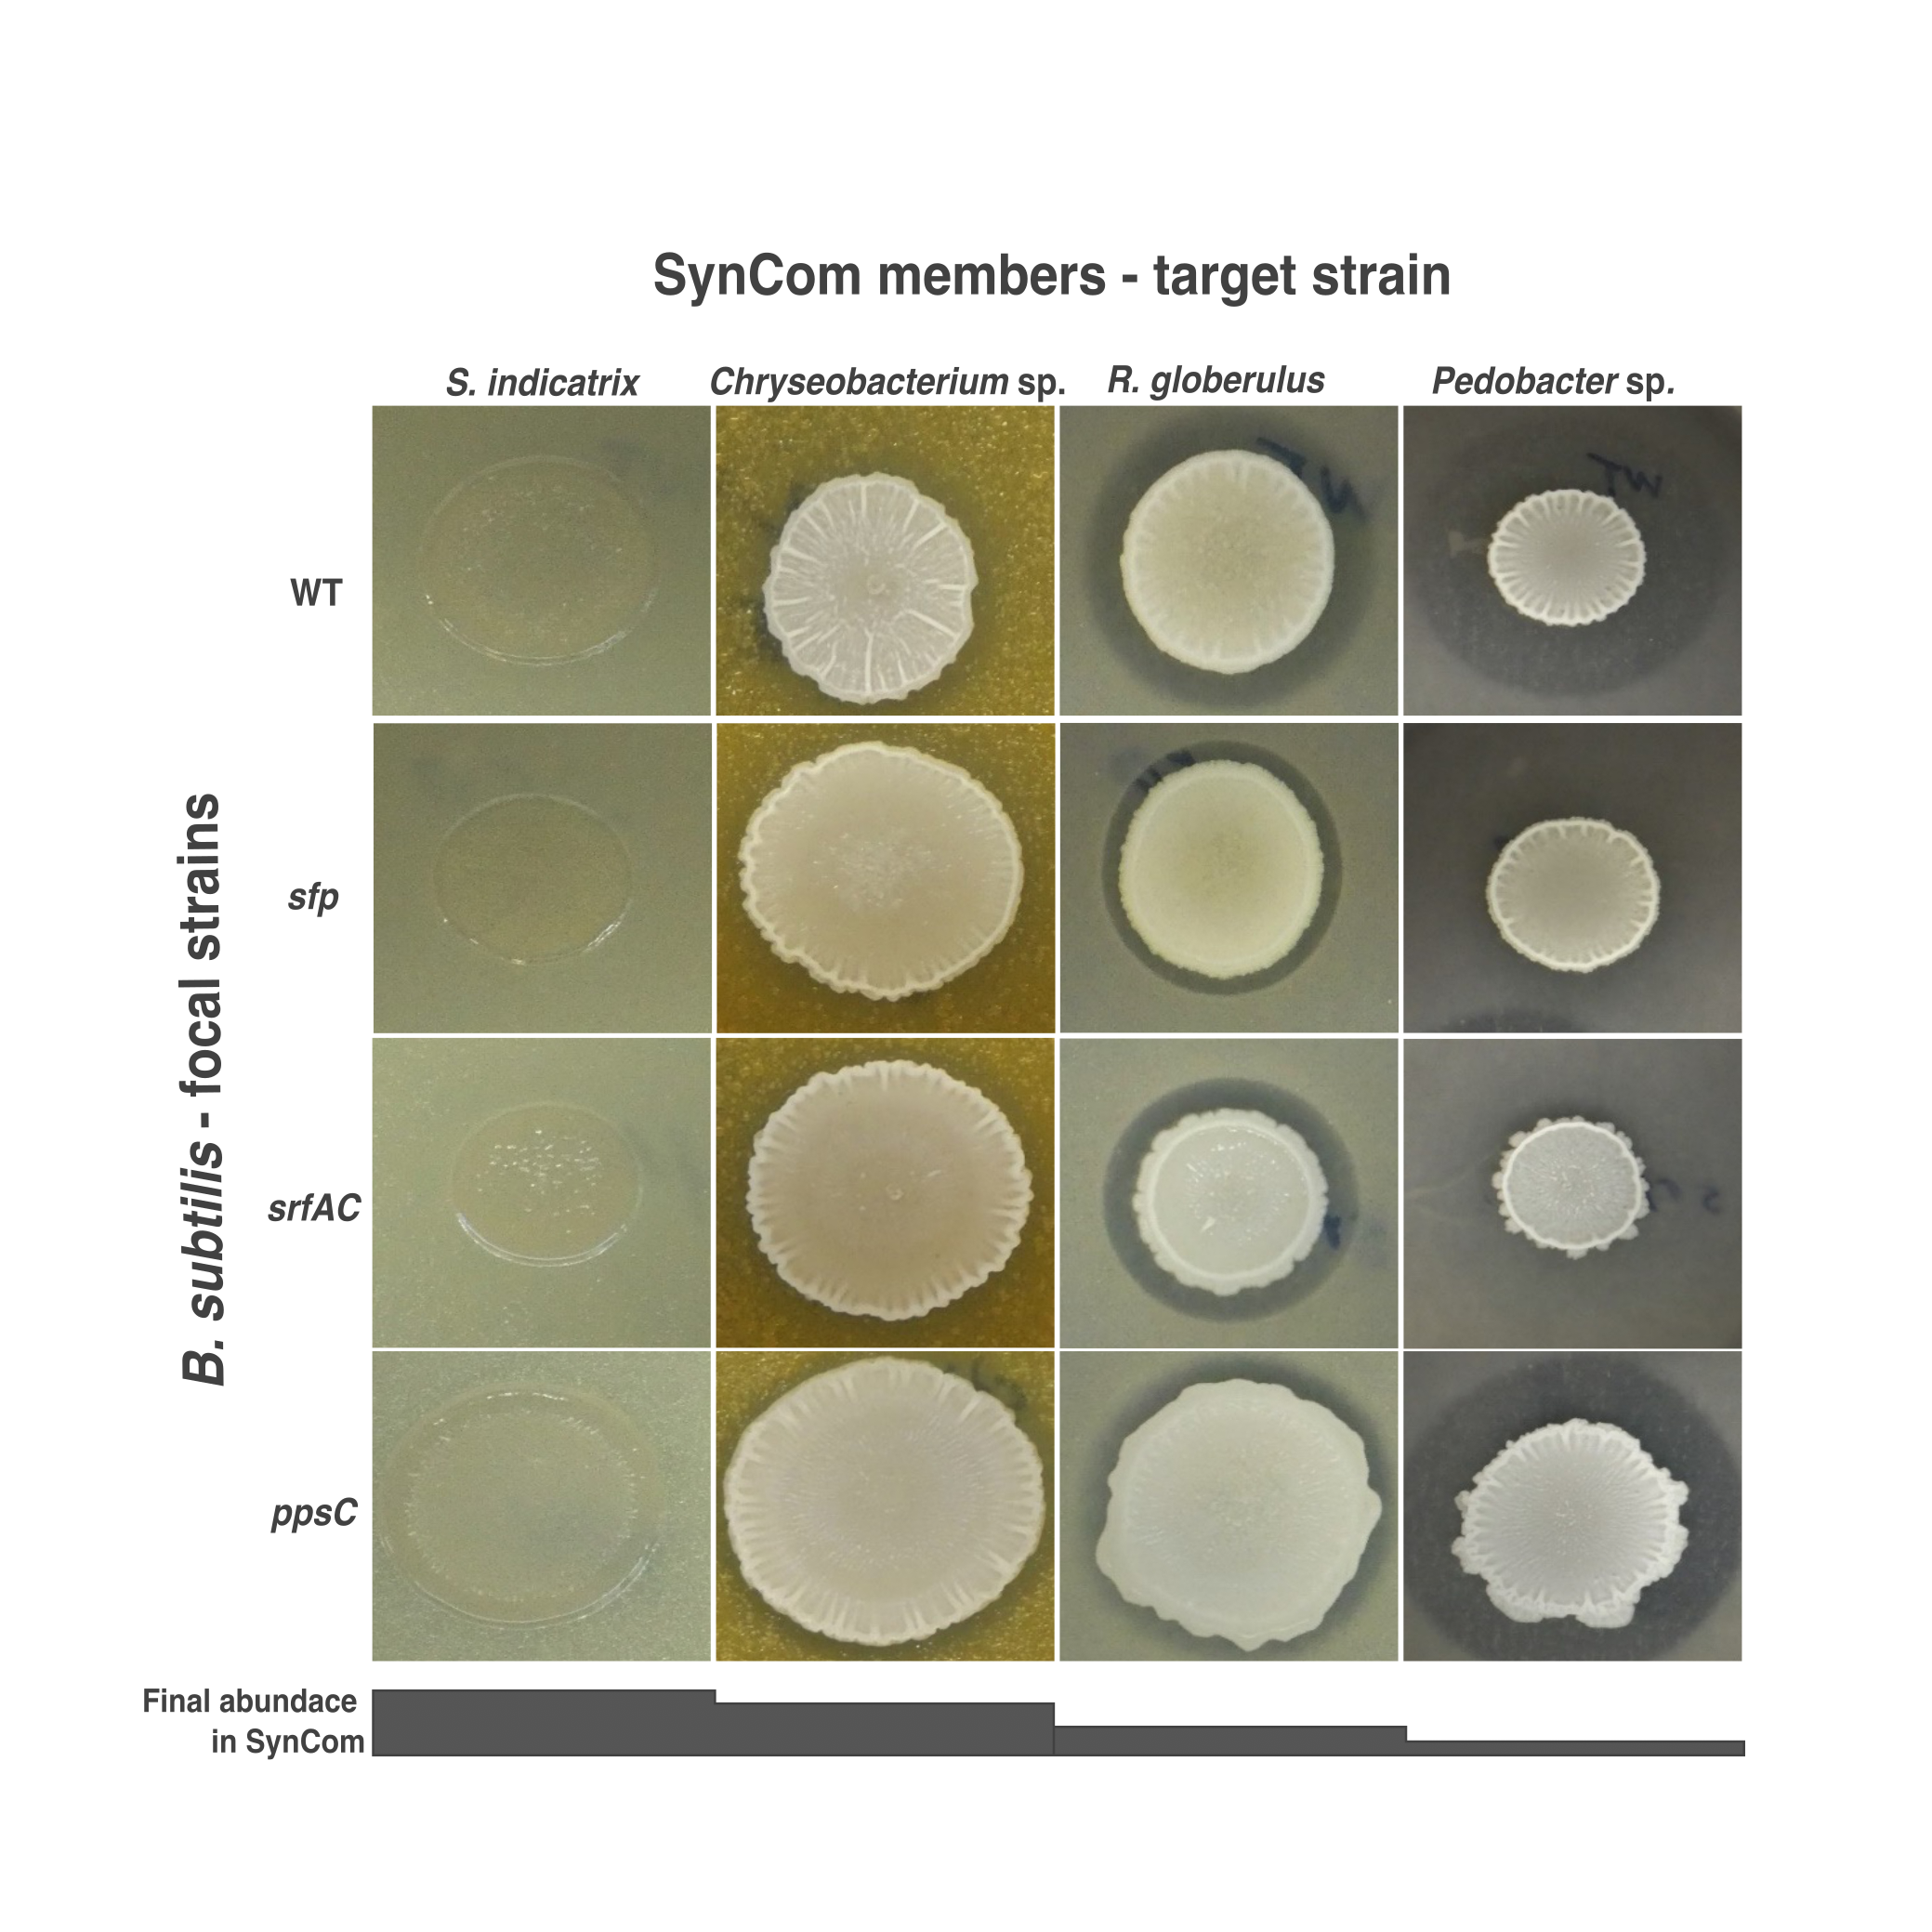 SynCom members - target strain
S. indicatrix
Chryseobacterium sp.
R. globerulus
Pedobacter sp.
B. subtilis - focal strains
WT
WT
sfp
srfAC
ppsC
Final abundace
in SynCom